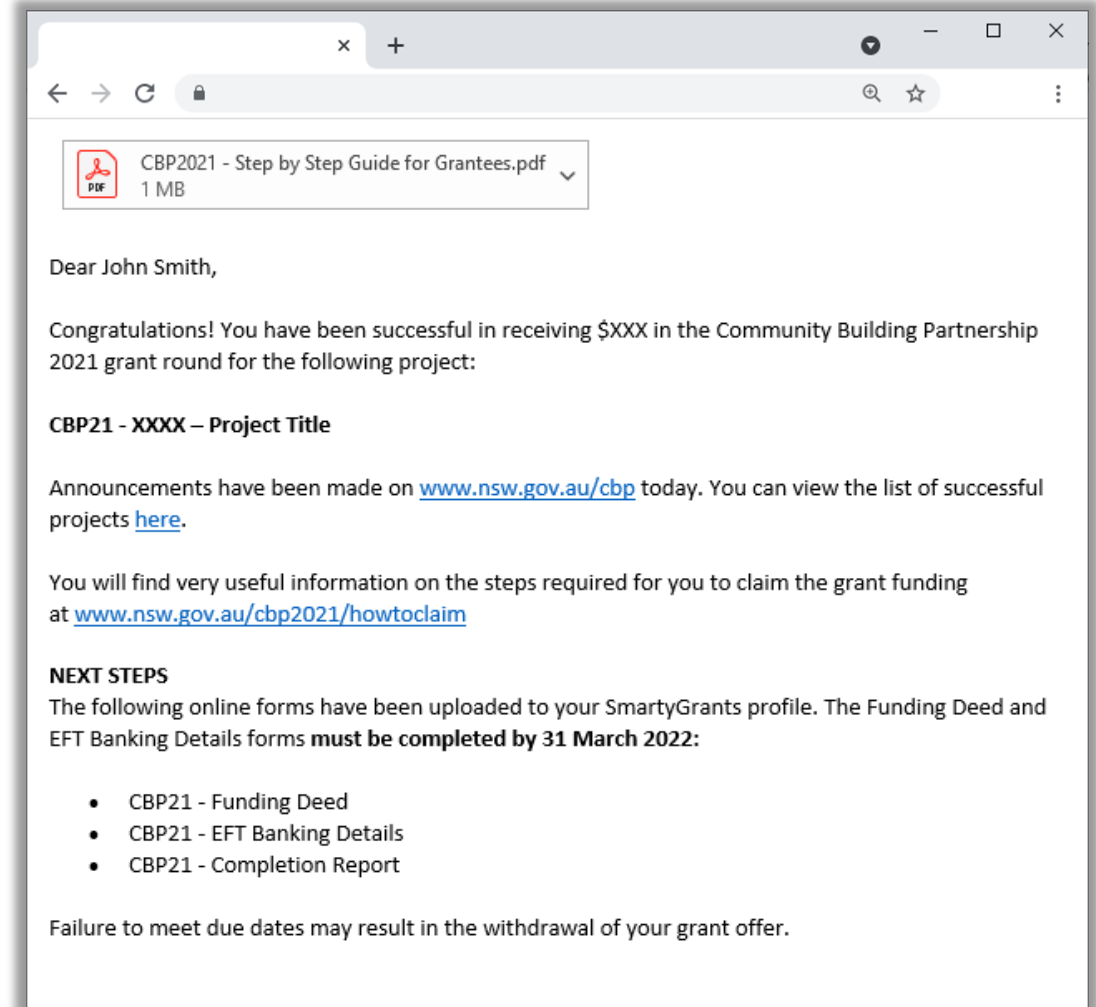 CBP2021 - Step by Step Guide for Grantees.pdf
PDF
1 MB
Dear John Smith,
Congratulations! You have been successful in receiving $XXX in the Community Building Partnership
2021 grant round for the following project:
CBP21 - XXXX – Project Title
Announcements have been made on www.nsw.gov.au/cbp today. You can view the list of successful
projects here.
You will find very useful information on the steps required for you to claim the grant funding
at www.nsw.gov.au/cbp2021/howtoclaim
NEXT STEPS
The following online forms have been uploaded to your SmartyGrants profile. The Funding Deed and
EFT Banking Details forms must be completed by 31 March 2022:
• CBP21 - Funding Deed
• CBP21 - EFT Banking Details
• CBP21 - Completion Report
Failure to meet due dates may result in the withdrawal of your grant offer.